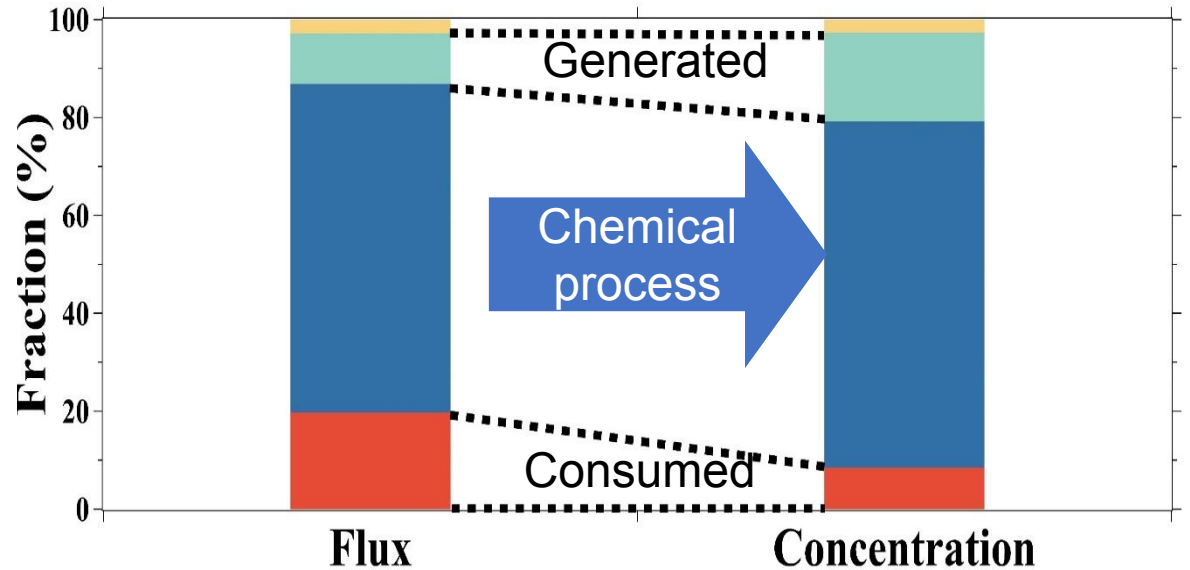 100
80
60
40
20
0
Fraction (%)
Generated
Chemical
process
Consumed
Flux
Concentration